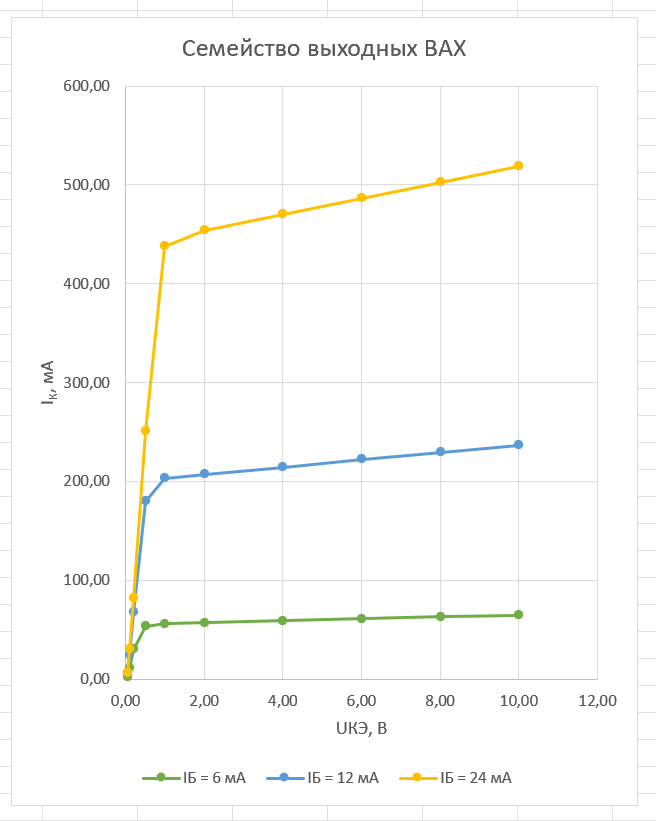 Семейство выходных ВАХ
600,00
500,00
400,00
300,00
200,00
100,00
0,00
Iк, мА
0,00 2,00 4,00 6,00 8,00 10,00 12,00
UКЭ, В
IБ = 6 мА IБ = 12 мА IБ = 24 мА